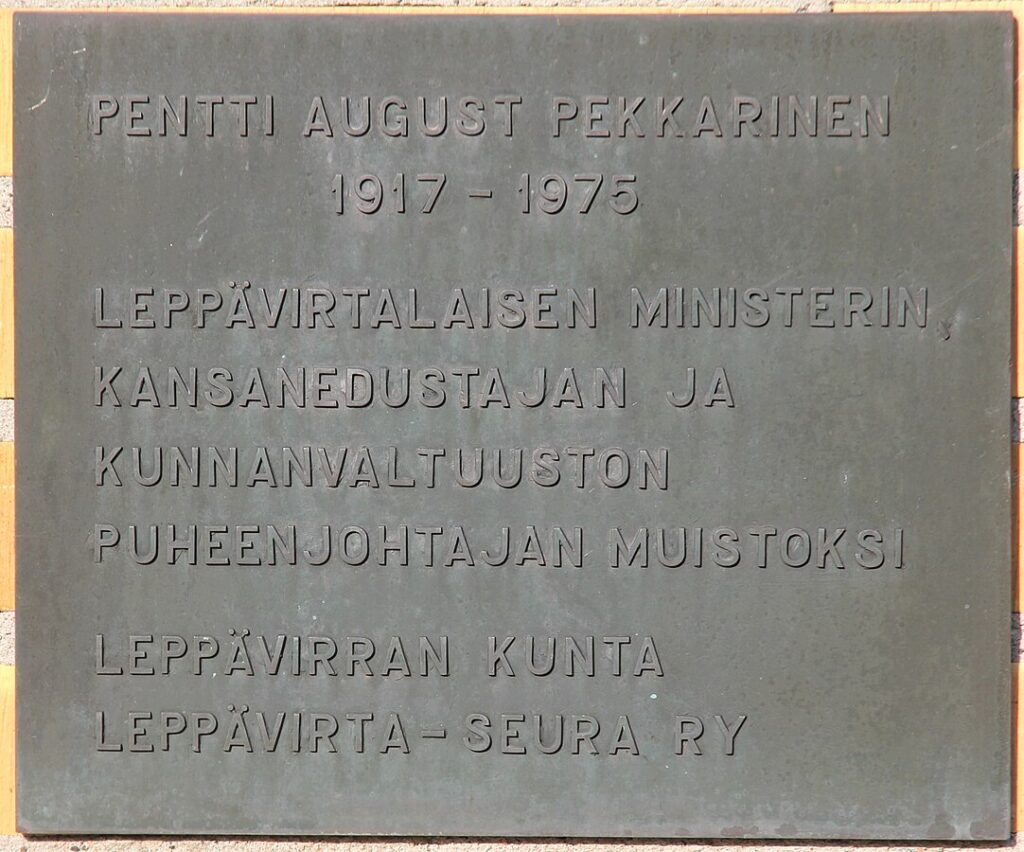 PENTTI AUGUST PEKKARINEN
1917 - 1975
LEPPÄVIRTALAISEN MINISTERIN,
KANSANEDUSTAJAN JA
KUNNANVALTUUSTON
PUHEENJOHTAJAN MUISTOKSI
LEPPÄVIRRAN KUNTA
LEPPÄVIRTA-SEURA RY